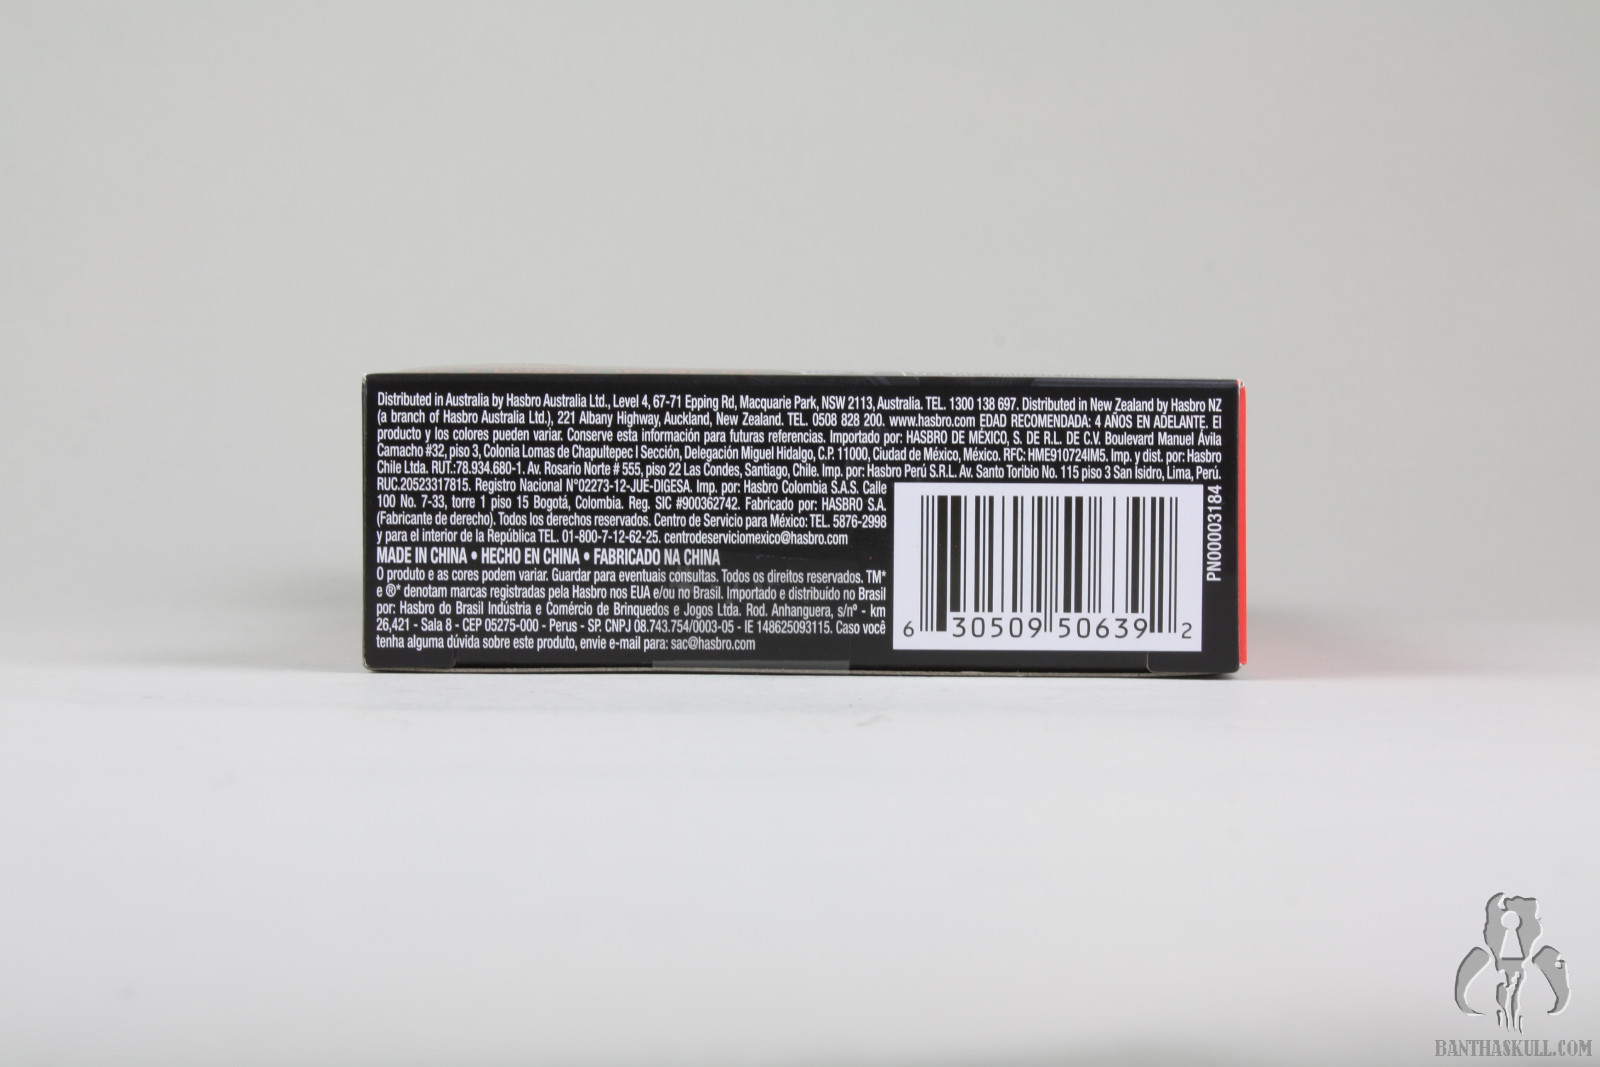 Distributed in Australia by Hasbro Australia Ltd., Level 4, 67-71 Epping Rd, Macquarie Park, NSW 2113, Australia. TEL. 1300 138 697. Distributed in New Zealand by Hasbro NZ
(a branch of Hasbro Australia Ltd.), 221 Albany Highway, Auckland, New Zealand. TEL. 0508 828 200. www.hasbro.com EDAD RECOMENDADA: 4 AÑOS EN ADELANTE. El
producto y los colores pueden variar. Conserve esta información para futuras referencias. Importado por: HASBRO DE MÉXICO, S. DE R.L. DE C.V. Boulevard Manuel Ávila
Camacho #32, piso 3, Colonia Lomas de Chapultepec I Sección, Delegación Miguel Hidalgo, C.P. 11000, Ciudad de México, México. RFC: HME910724IM5. Imp. y dist. por: Hasbro
Chile Ltda. RUT.:78.934.680-1. Av. Rosario Norte # 555, piso 22 Las Condes, Santiago, Chile. Imp. por: Hasbro Perú S.R.L. Av. Santo Toribio No. 115 piso 3 San Isidro, Lima, Perú.
RUC.20523317815. Registro Nacional N°02273-12-JUE-DIGESA. Imp. por: Hasbro Colombia S.A.S. Calle
100 No. 7-33, torre 1 piso 15 Bogotá, Colombia. Reg. SIC #900362742. Fabricado por: HASBRO S.A.
(Fabricante de derecho). Todos los derechos reservados. Centro de Servicio para México: TEL. 5876-2998
y para el interior de la República TEL. 01-800-7-12-62-25. centrodeserviciomexico@hasbro.com
MADE IN CHINA • HECHO EN CHINA • FABRICADO NA CHINA
O produto e as cores podem variar. Guardar para eventuais consultas. Todos os direitos reservados. TM*
e ®* denotam marcas registradas pela Hasbro nos EUA e/ou no Brasil. Importado e distribuído no Brasil
por: Hasbro do Brasil Indústria e Comércio de Brinquedos e Jogos Ltda. Rod. Anhanguera, s/nº - km
26,421 - Sala 8 - CEP 05275-000 - Perus - SP. CNPJ 08.743.754/0003-05 - IE 148625093115. Caso você
tenha alguma dúvida sobre este produto, envie e-mail para: sac@hasbro.com
6 30509 50639 2
PN00003184
BANTHASKULL.COM